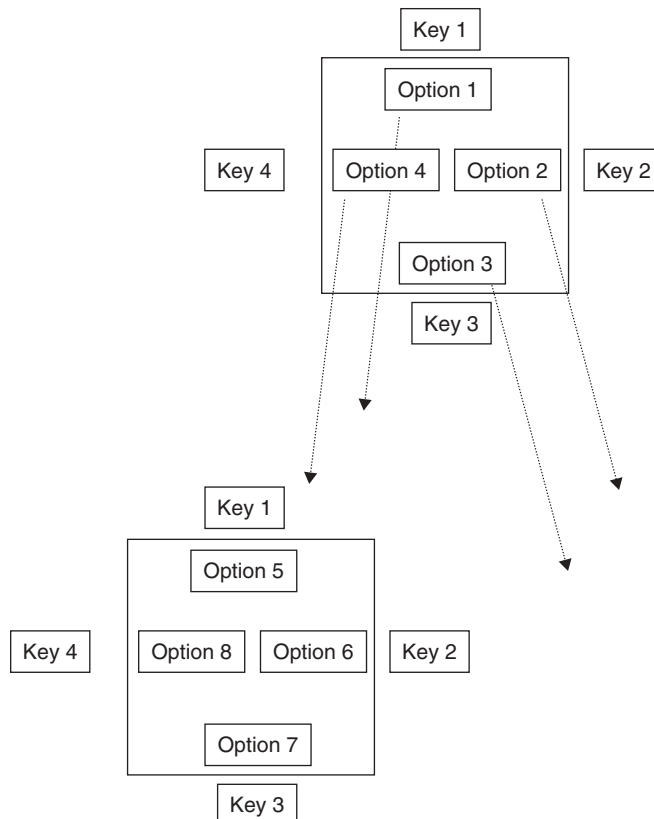 Key 1
Option 1
Key 4
Option 4
Option 2
Key 2
Option 3
Key 3
Key 1
Option 5
Key 4
Option 8
Option 6
Key 2
Option 7
Key 3